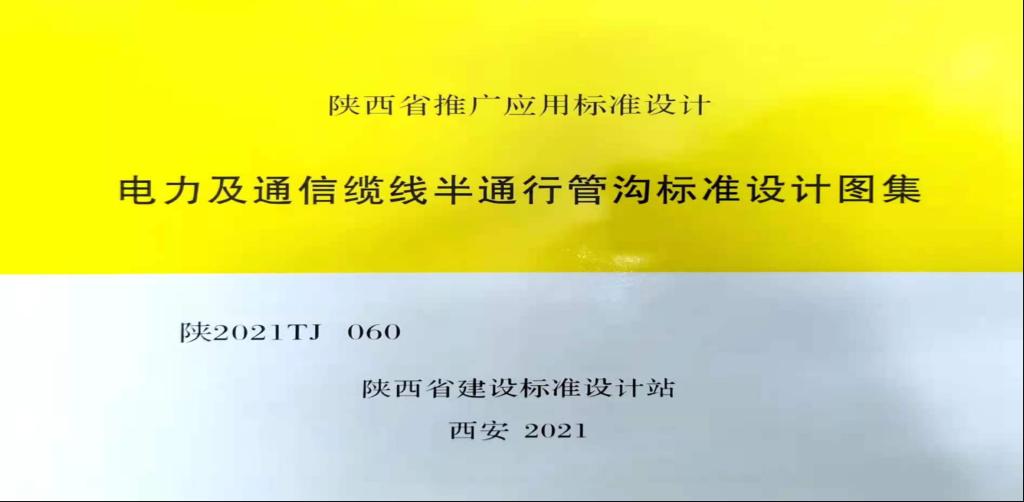 陕西省推广应用标准设计
电力及通信缆线半通行管沟标准设计图集
陕2021TJ 060
陕西省建设标准设计站
西安 2021